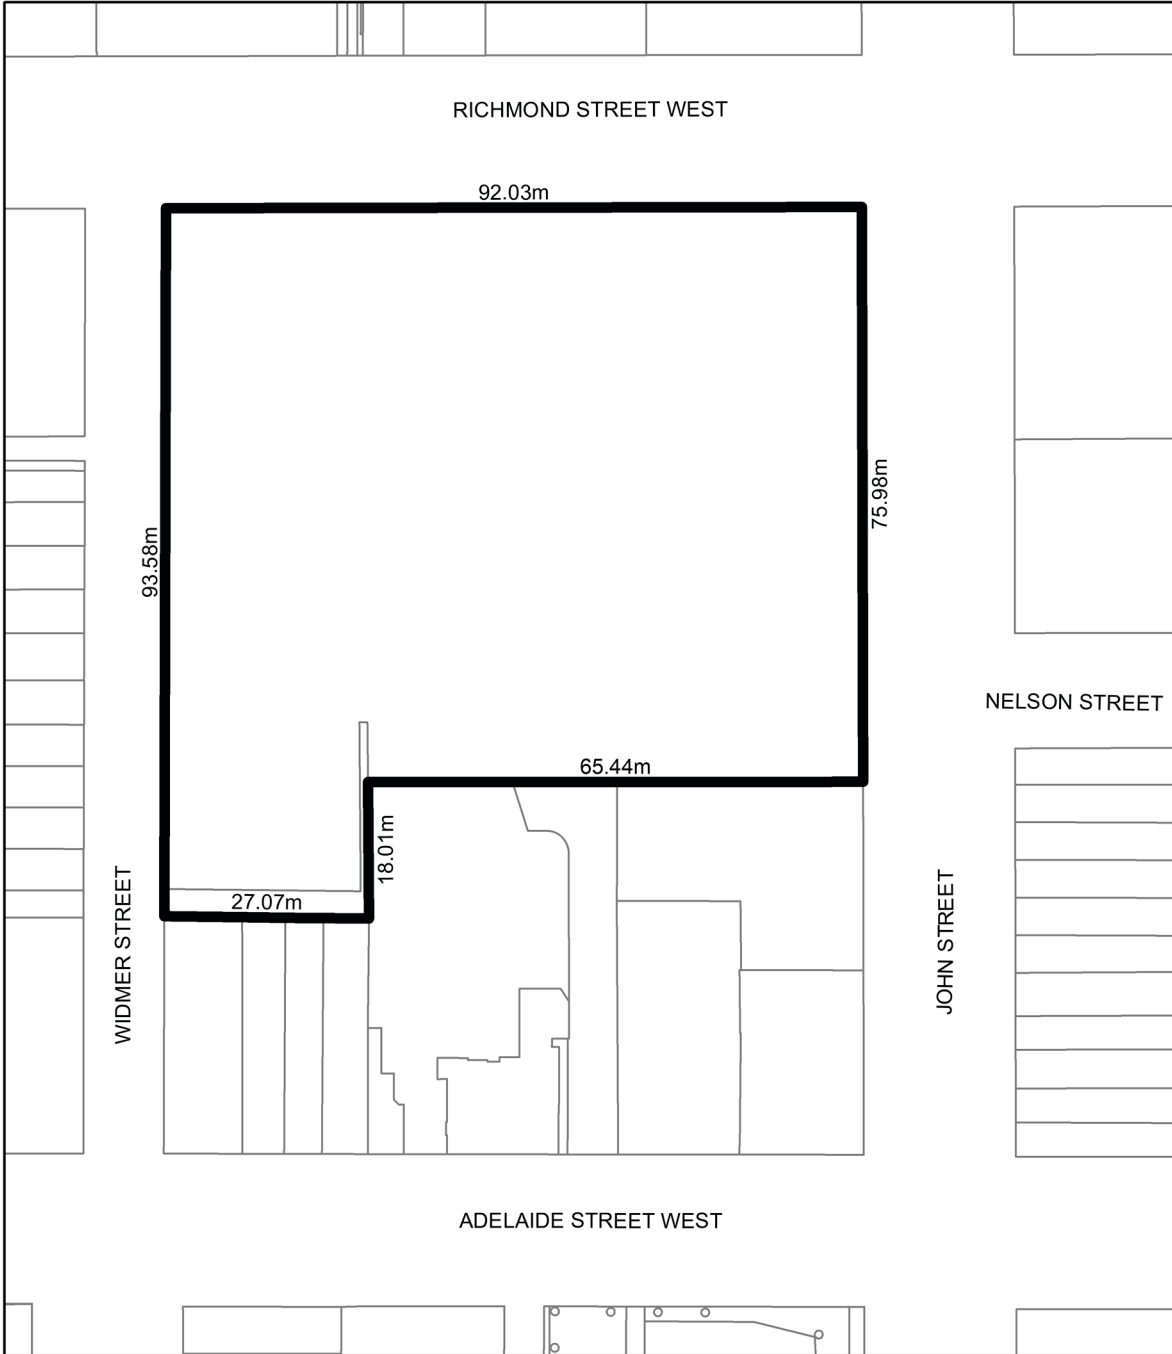 RICHMOND STREET WEST
92.03m
75.98m
93.58m
NELSON STREET
65.44m
18.01m
27.07m
WIDMER STREET
JOHN STREET
ADELAIDE STREET WEST